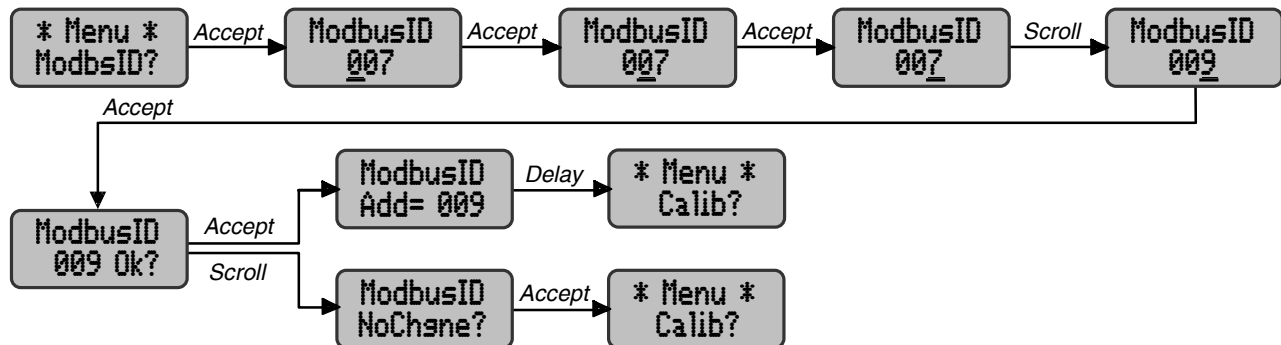 * Menu *
ModbsID?
Accept
ModbusID
007
Accept
ModbusID
007
Accept
ModbusID
007
Scroll
ModbusID
009
Accept
ModbusID
009 Ok?
Accept
ModbusID
Add= 009
Delay
* Menu *
Calib?
Scroll
ModbusID
NoChgne?
Accept
* Menu *
Calib?